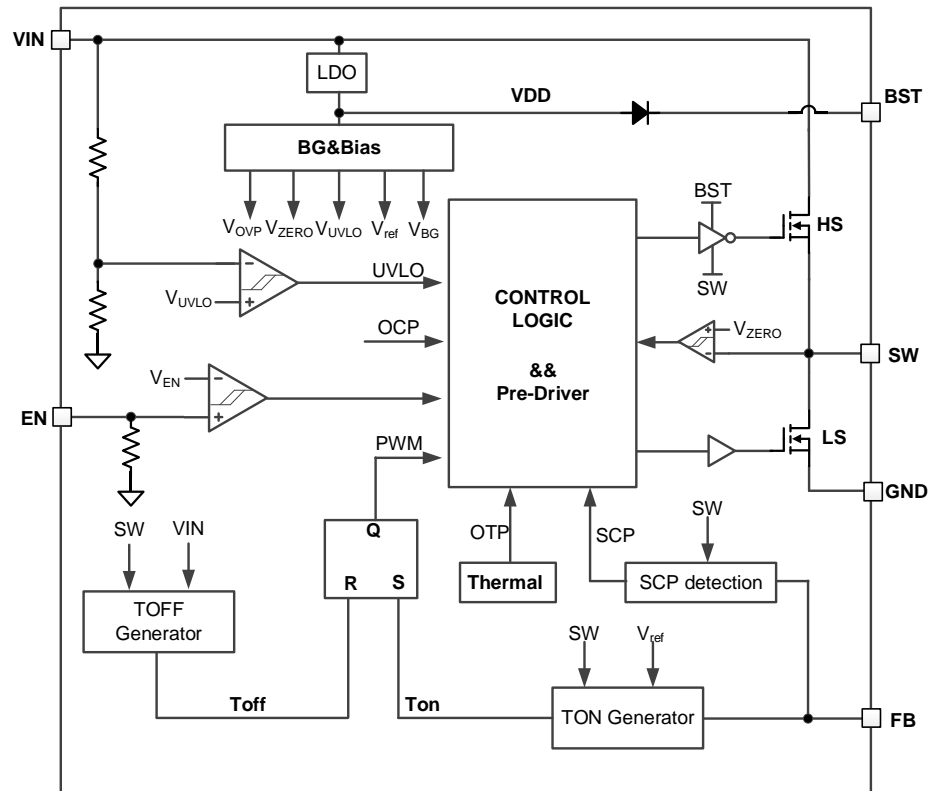 VIN
LDO
VDD
BST
BG&Bias
VOVP VZERO VUVLO Vref VBG
BST
HS
SW
UVLO
VUVLO
CONTROL
LOGIC
&&
Pre-Driver
OCP
VZERO
SW
VEN
EN
LS
PWM
GND
SW VIN
Q
R S
OTP
SCP
SW
Thermal
SCP detection
TOFF
Generator
SW Vref
Toff
Ton
TON Generator
FB